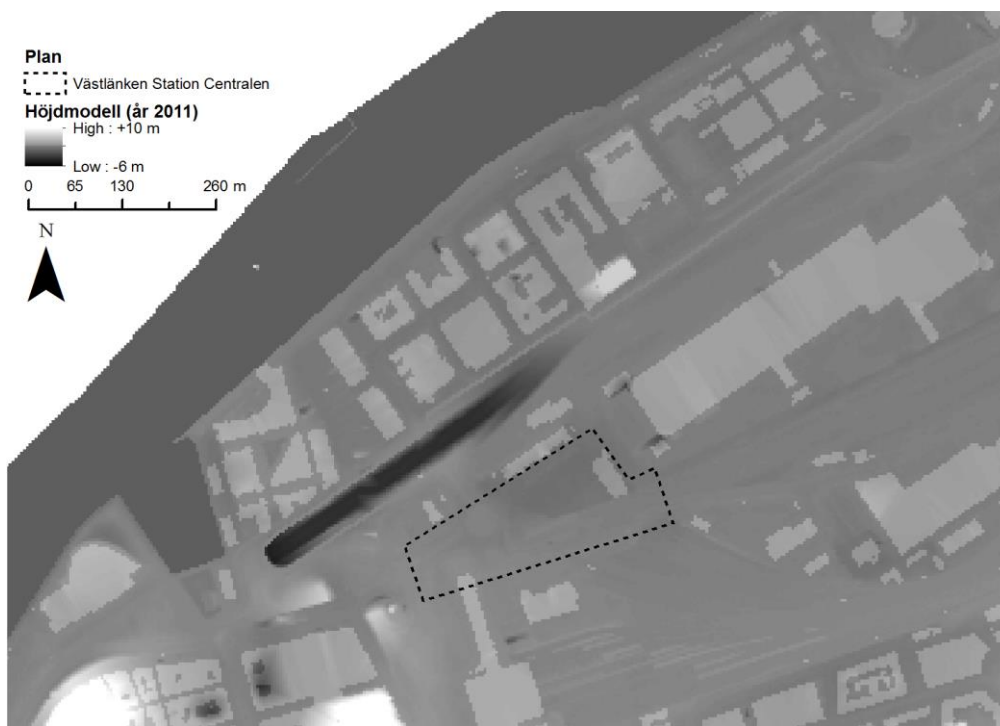 Plan
Västlänken Station Centralen
Höjdmodell (år 2011)
High : +10 m
Low : -6 m
0 65 130 260 m
N